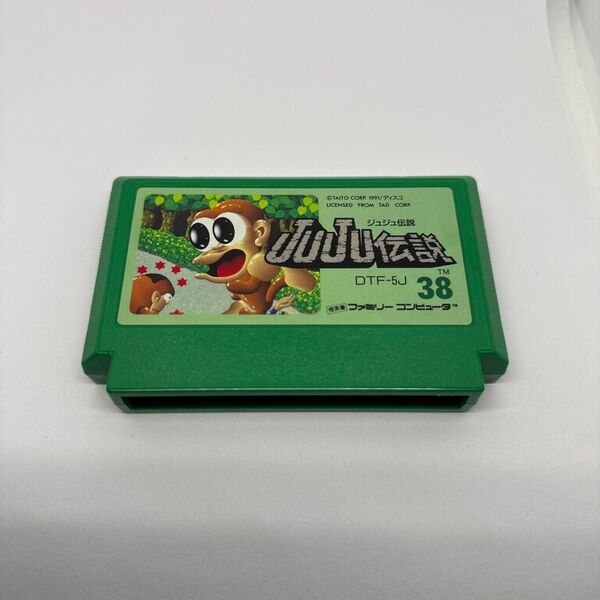 ©TAITO CORP. 1991/ディスコ
LICENSED FROM TAD CORP.
ジュジュ伝説
JUJU伝説
TM
DTF-5J 38
ファミリー コンピュータ™